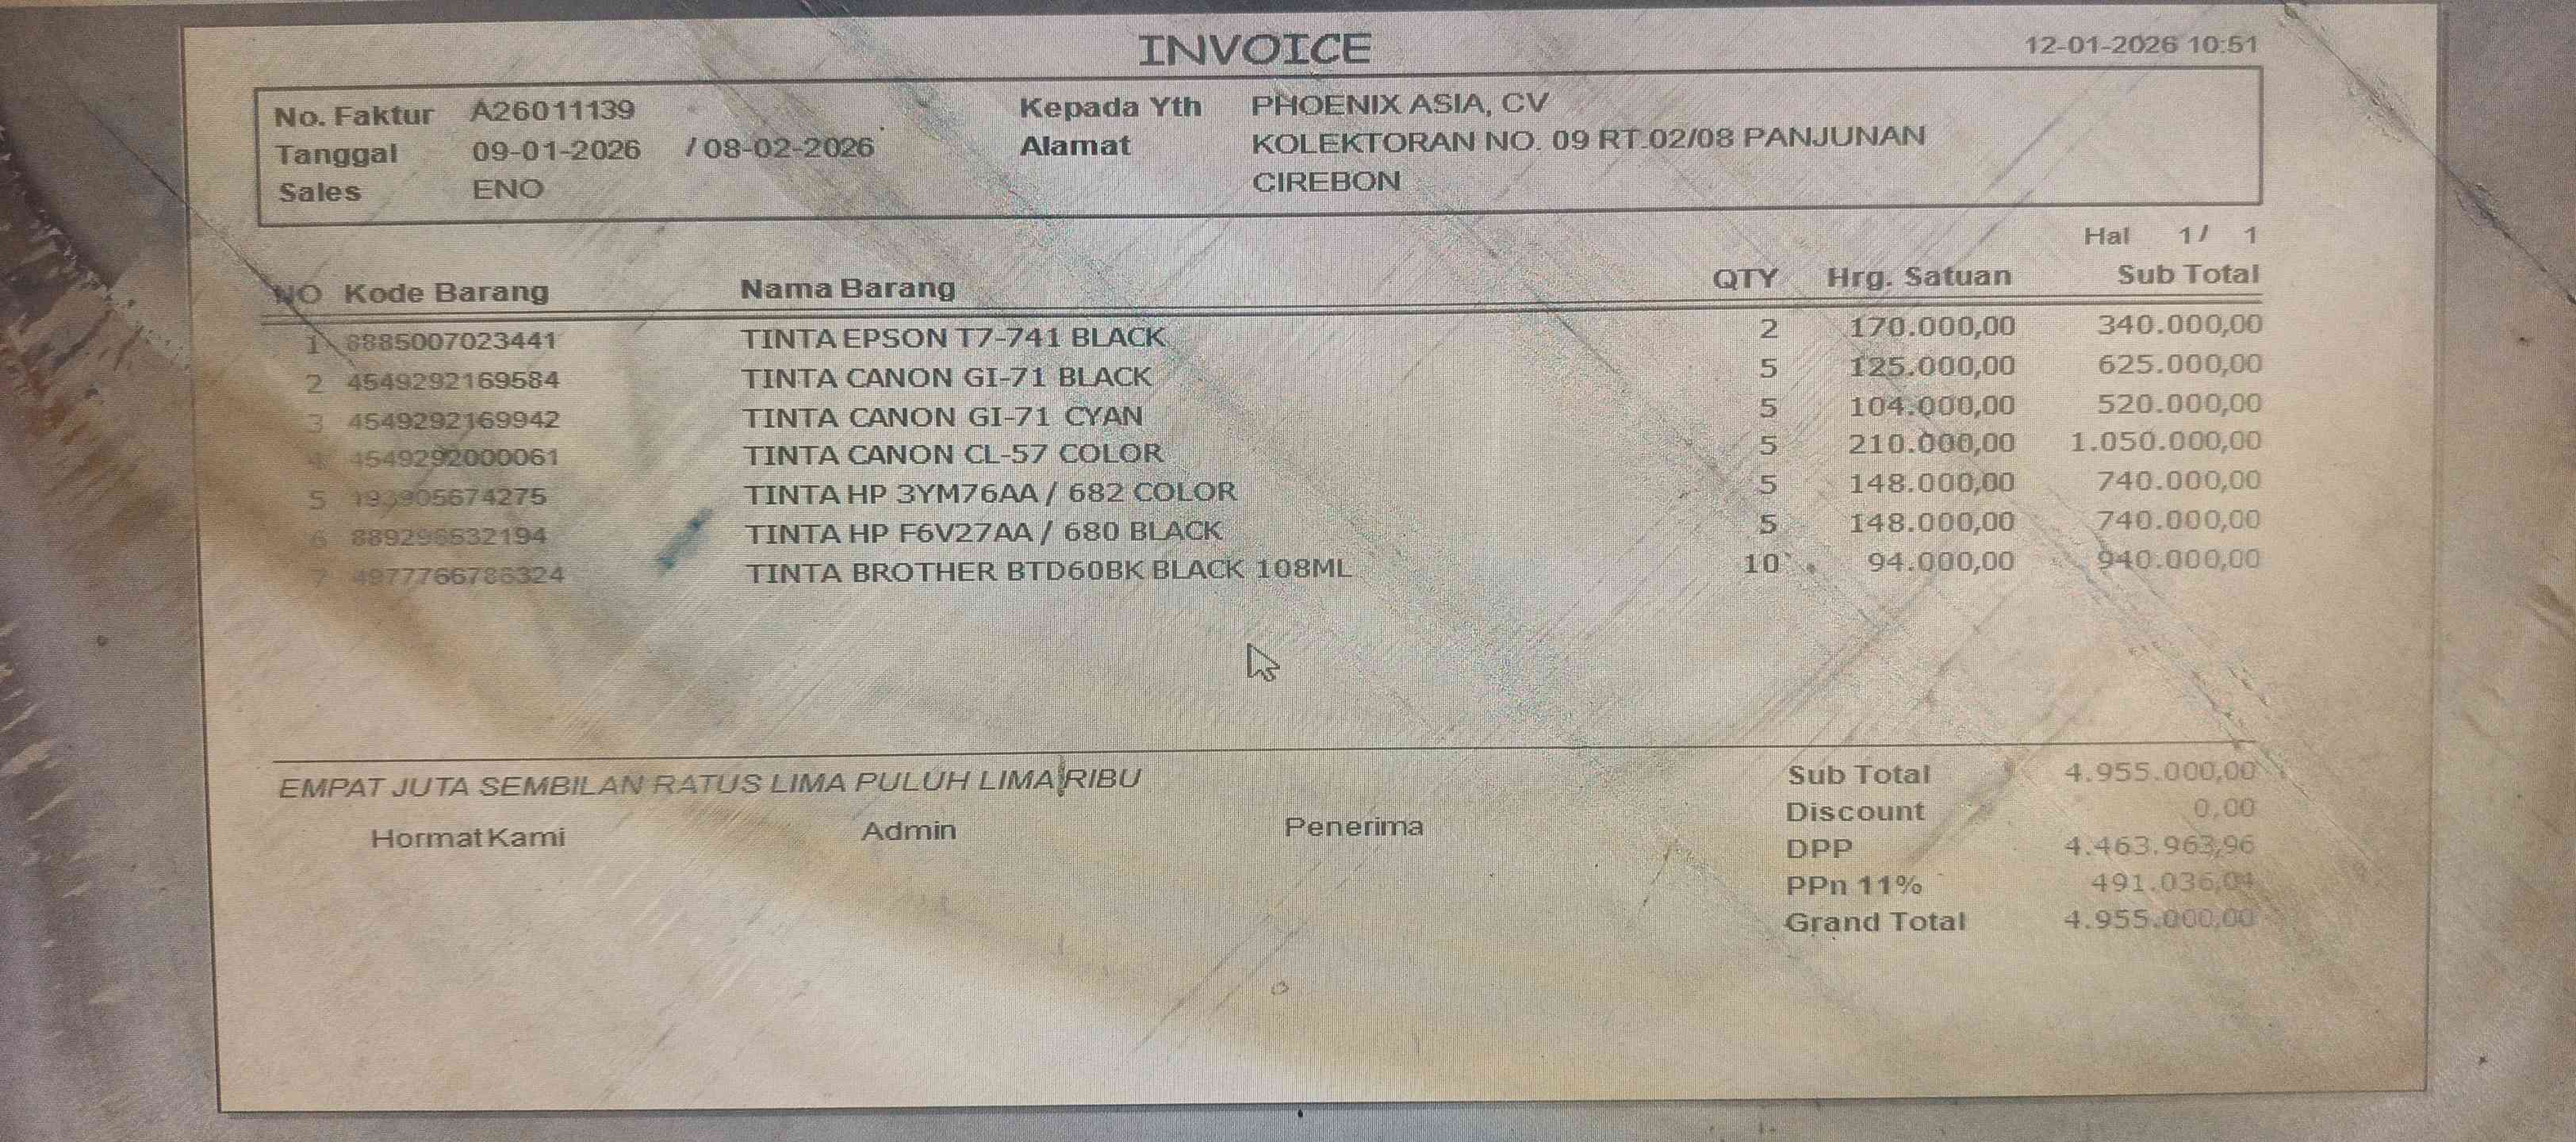 INVOICE
12-01-2026 10:51
No. Faktur A26011139 Kepada Yth PHOENIX ASIA, CV
Tanggal 09-01-2026 / 08-02-2026 Alamat KOLEKTORAN NO. 09 RT.02/08 PANJUNAN
Sales ENO CIREBON
Hal 1/ 1
NO Kode Barang Nama Barang QTY Hrg. Satuan Sub Total
1 8885007023441 TINTA EPSON T7-741 BLACK 2 170.000,00 340.000,00
2 4549292169584 TINTA CANON GI-71 BLACK 5 125.000,00 625.000,00
3 4549292169942 TINTA CANON GI-71 CYAN 5 104.000,00 520.000,00
4 4549292000061 TINTA CANON CL-57 COLOR 5 210.000,00 1.050.000,00
5 193905674275 TINTA HP 3YM76AA / 682 COLOR 5 148.000,00 740.000,00
6 TINTA HP F6V27AA / 680 BLACK 5 148.000,00 740.000,00
7 TINTA BROTHER BTD60BK BLACK 108ML 10 94.000,00 940.000,00
EMPAT JUTA SEMBILAN RATUS LIMA PULUH LIMA RIBU
Sub Total 4.955.000,00
Discount 0,00
DPP 4.463.963,96
PPn 11% 491.036,04
Grand Total 4.955.000,00
Hormat Kami Admin Penerima